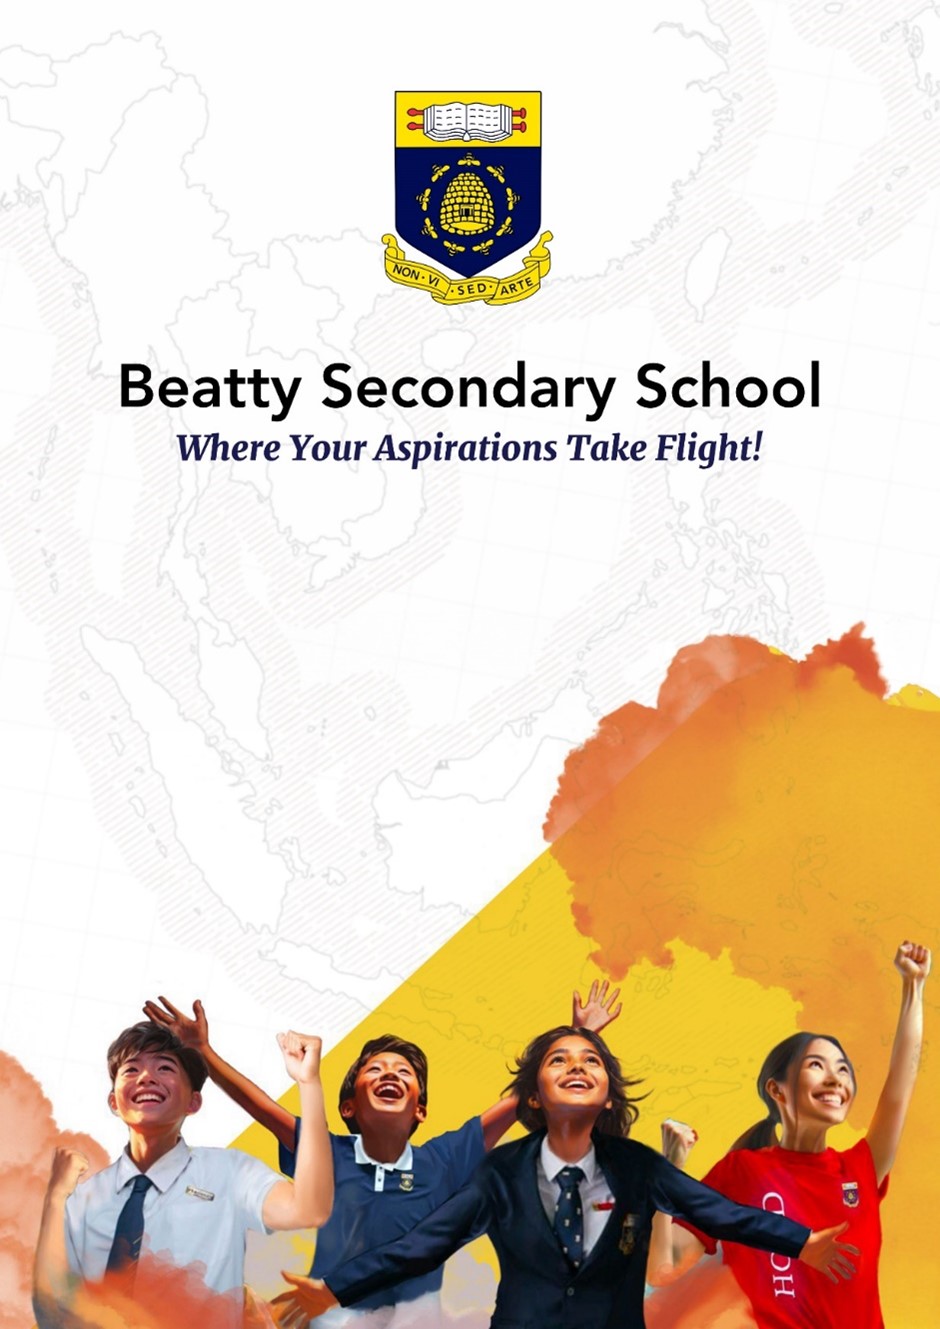 NON · VI · SED · ARTE
Beatty Secondary School
Where Your Aspirations Take Flight!